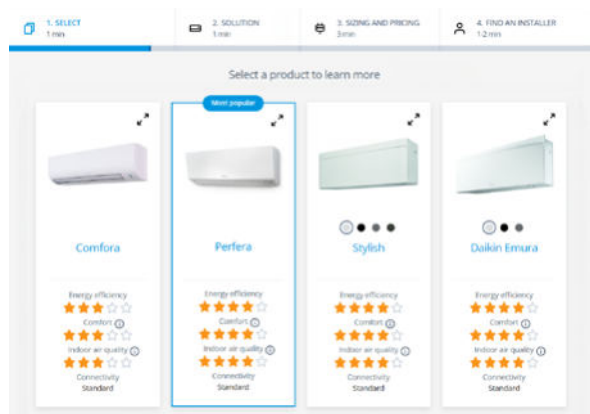 1. SELECT
1 min
2. SOLUTION
1 min
3. SIZING AND PRICING
3 min
4. FIND AN INSTALLER
1-2 min
Select a product to learn more
Comfora
Energy efficiency
Comfort
Indoor air quality
Connectivity
Standard
Most popular
Perfera
Energy efficiency
Comfort
Indoor air quality
Connectivity
Standard
Stylish
Energy efficiency
Comfort
Indoor air quality
Connectivity
Standard
Daikin Emura
Energy efficiency
Comfort
Indoor air quality
Connectivity
Standard